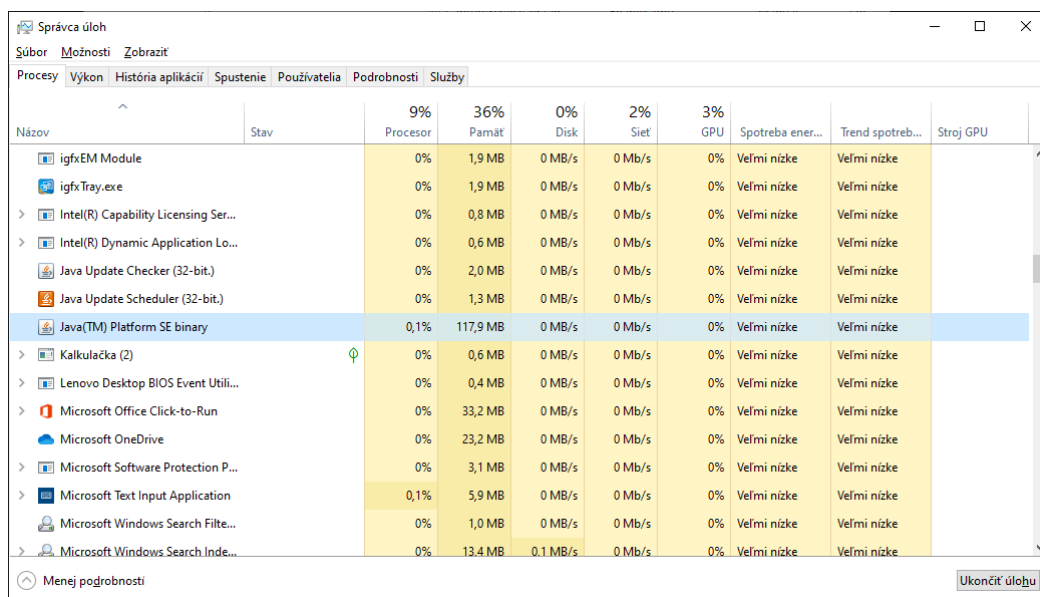 Správca úloh
Súbor Možnosti Zobraziť
Procesy Výkon História aplikácií Spustenie Používatelia Podrobnosti Služby
9% 36% 0% 2% 3%
Názov Stav Procesor Pamäť Disk Sieť GPU Spotreba ener... Trend spotreb... Stroj GPU
igfxEM Module 0% 1,9 MB 0 MB/s 0 Mb/s 0% Veľmi nízke Veľmi nízke
igfxTray.exe 0% 1,9 MB 0 MB/s 0 Mb/s 0% Veľmi nízke Veľmi nízke
Intel(R) Capability Licensing Ser... 0% 0,8 MB 0 MB/s 0 Mb/s 0% Veľmi nízke Veľmi nízke
Intel(R) Dynamic Application Lo... 0% 0,6 MB 0 MB/s 0 Mb/s 0% Veľmi nízke Veľmi nízke
Java Update Checker (32-bit.) 0% 2,0 MB 0 MB/s 0 Mb/s 0% Veľmi nízke Veľmi nízke
Java Update Scheduler (32-bit.) 0% 1,3 MB 0 MB/s 0 Mb/s 0% Veľmi nízke Veľmi nízke
Java(TM) Platform SE binary 0,1% 117,9 MB 0 MB/s 0 Mb/s 0% Veľmi nízke Veľmi nízke
Kalkulačka (2) 0% 0,6 MB 0 MB/s 0 Mb/s 0% Veľmi nízke Veľmi nízke
Lenovo Desktop BIOS Event Utili... 0% 0,4 MB 0 MB/s 0 Mb/s 0% Veľmi nízke Veľmi nízke
Microsoft Office Click-to-Run 0% 33,2 MB 0 MB/s 0 Mb/s 0% Veľmi nízke Veľmi nízke
Microsoft OneDrive 0% 23,2 MB 0 MB/s 0 Mb/s 0% Veľmi nízke Veľmi nízke
Microsoft Software Protection P... 0% 3,1 MB 0 MB/s 0 Mb/s 0% Veľmi nízke Veľmi nízke
Microsoft Text Input Application 0,1% 5,9 MB 0 MB/s 0 Mb/s 0% Veľmi nízke Veľmi nízke
Microsoft Windows Search Filte... 0% 1,0 MB 0 MB/s 0 Mb/s 0% Veľmi nízke Veľmi nízke
Microsoft Windows Search Inde... 0% 13,4 MB 0,1 MB/s 0 Mb/s 0% Veľmi nízke Veľmi nízke
Menej podrobností Ukončiť úlohu